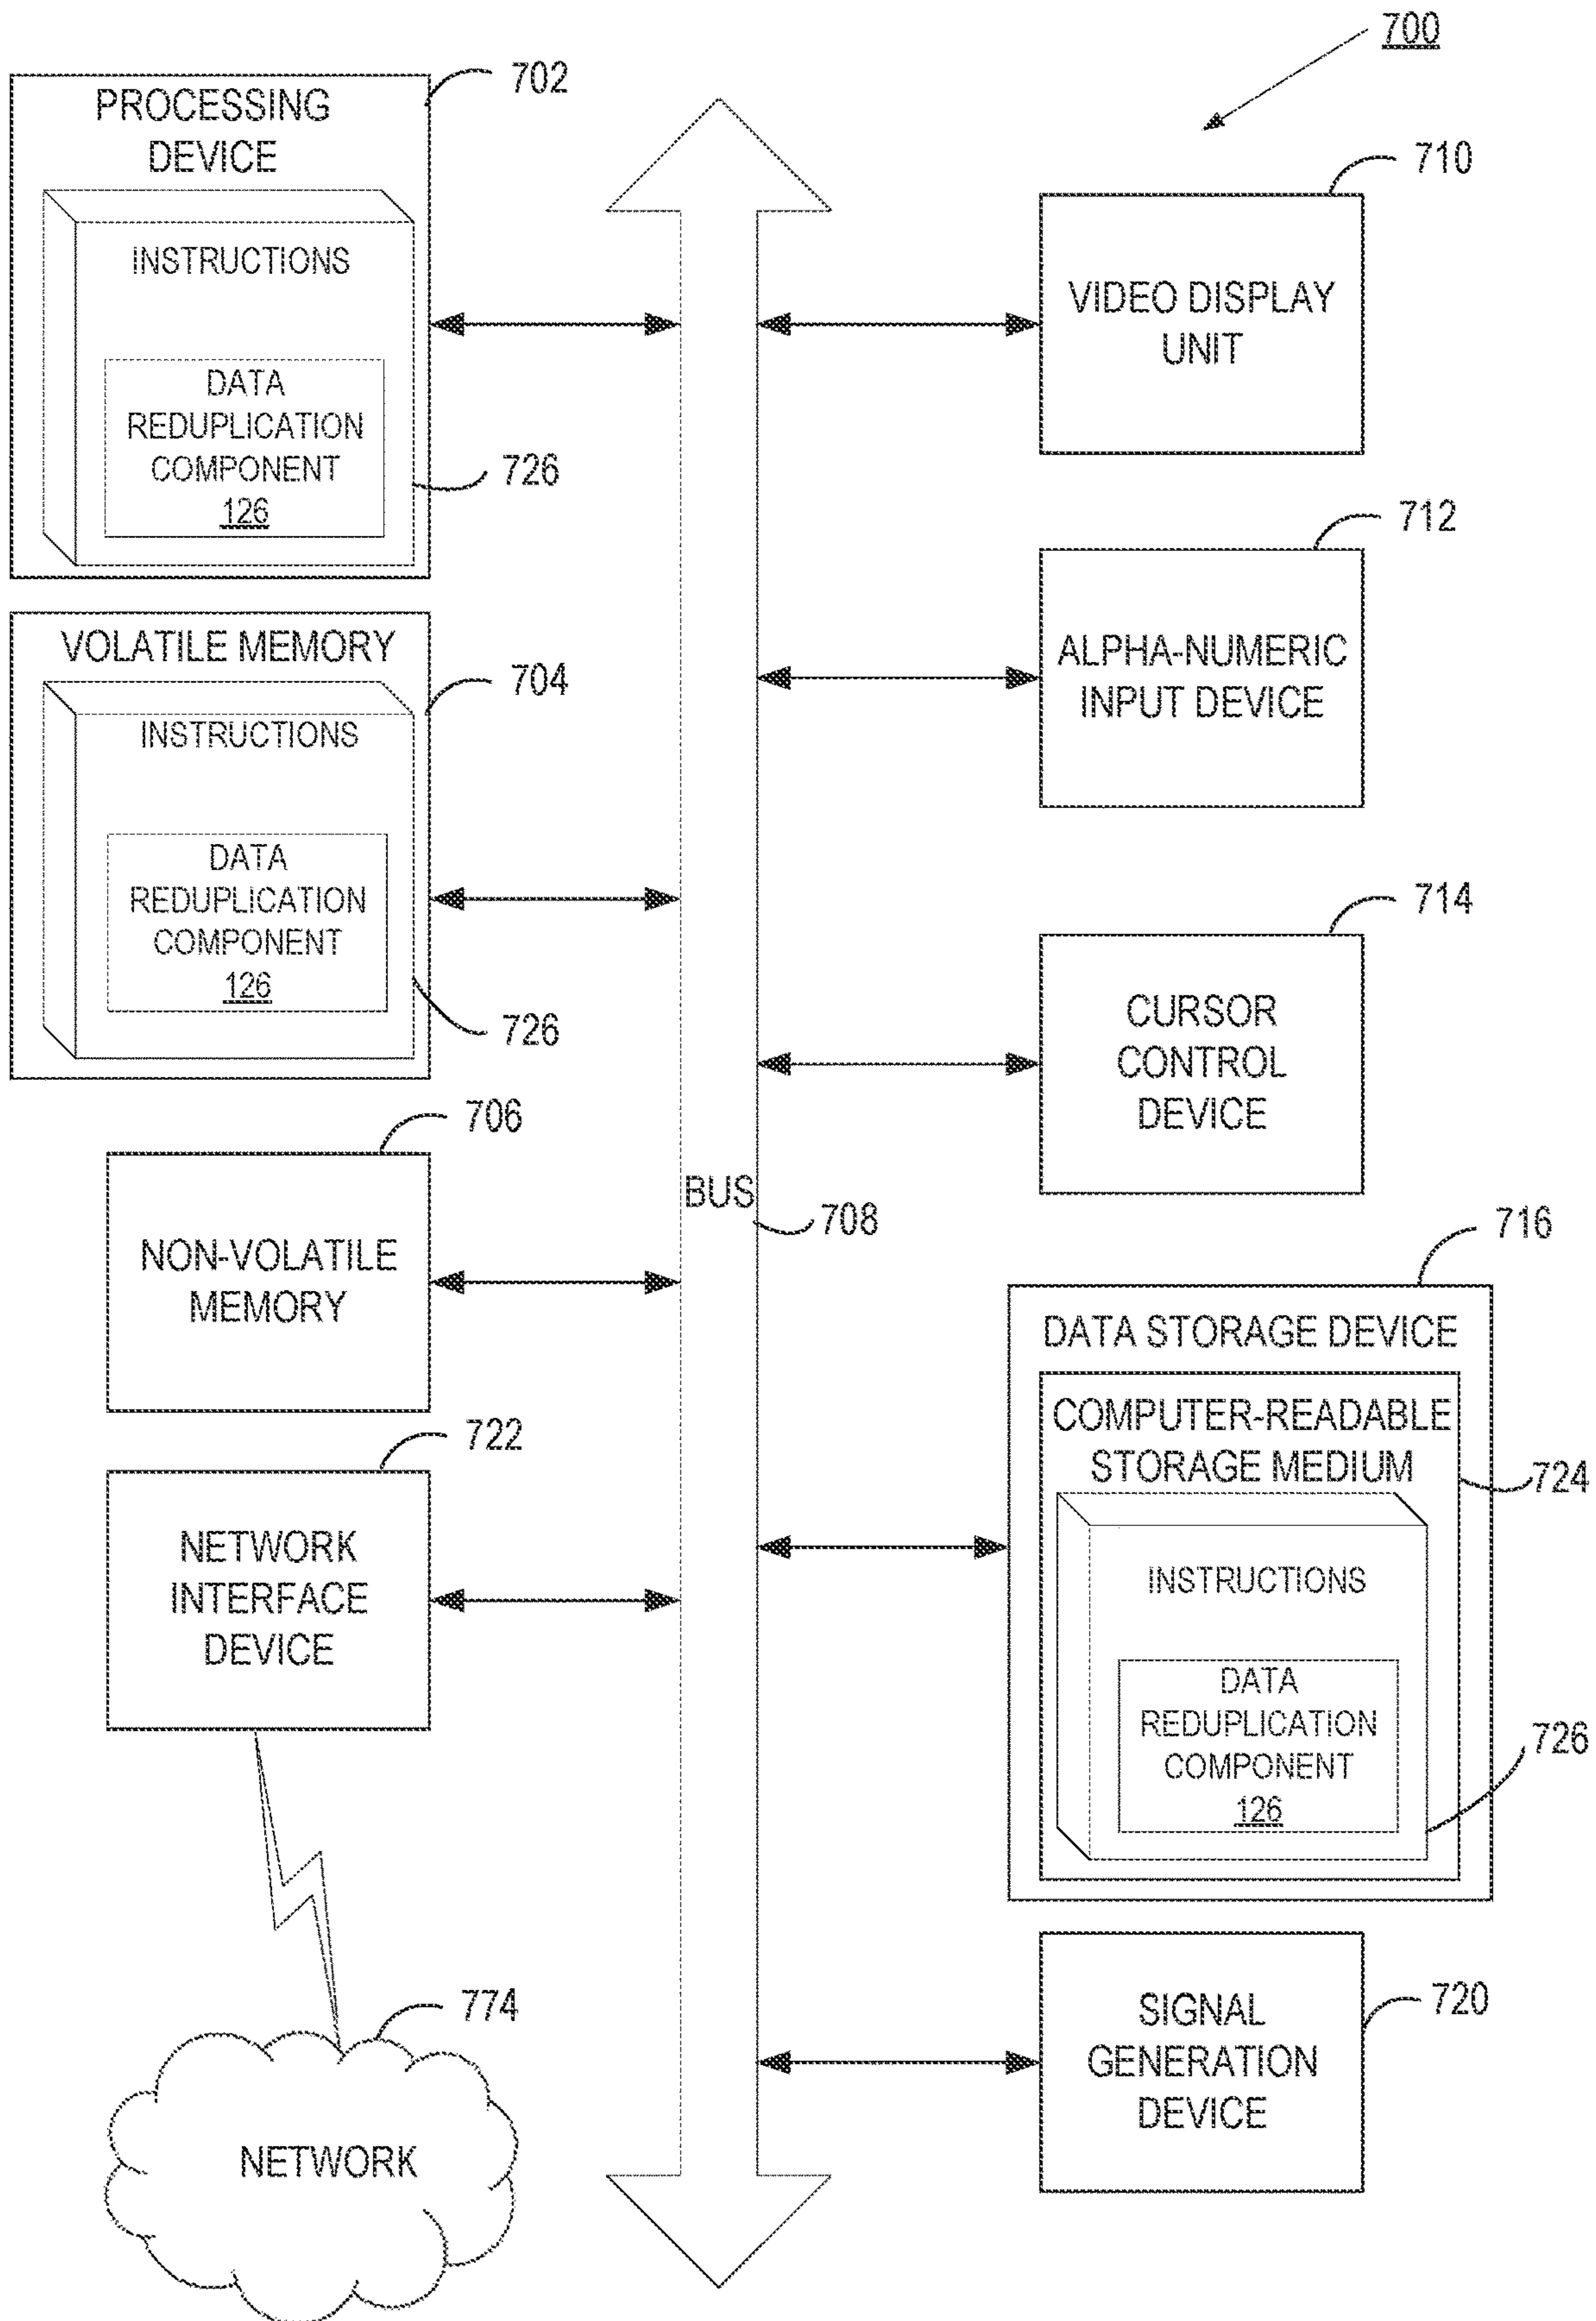 700
702
PROCESSING
DEVICE
INSTRUCTIONS
DATA
REDUPLICATION
COMPONENT
126
726
VOLATILE MEMORY
704
INSTRUCTIONS
DATA
REDUPLICATION
COMPONENT
126
726
706
NON-VOLATILE
MEMORY
722
NETWORK
INTERFACE
DEVICE
774
NETWORK
BUS
708
710
VIDEO DISPLAY
UNIT
712
ALPHA-NUMERIC
INPUT DEVICE
714
CURSOR
CONTROL
DEVICE
716
DATA STORAGE DEVICE
COMPUTER-READABLE
STORAGE MEDIUM
724
INSTRUCTIONS
DATA
REDUPLICATION
COMPONENT
126
726
SIGNAL
GENERATION
DEVICE
720